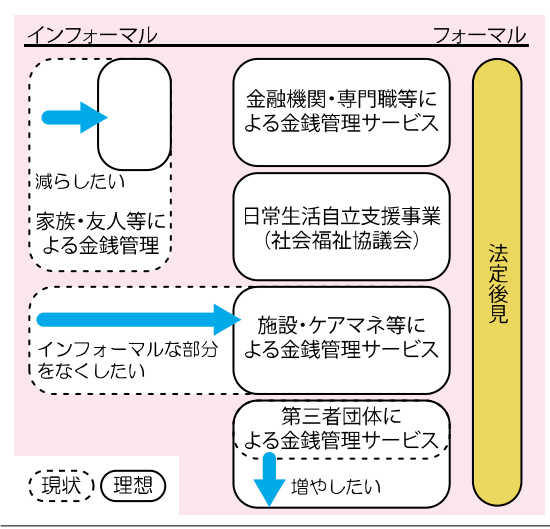 インフォーマル
フォーマル
減らしたい
家族・友人等に
よる金銭管理
金融機関・専門職等に
よる金銭管理サービス
日常生活自立支援事業
（社会福祉協議会）
インフォーマルな部分
をなくしたい
施設・ケアマネ等に
よる金銭管理サービス
第三者団体に
よる金銭管理サービス
増やしたい
法定後見
現状
理想